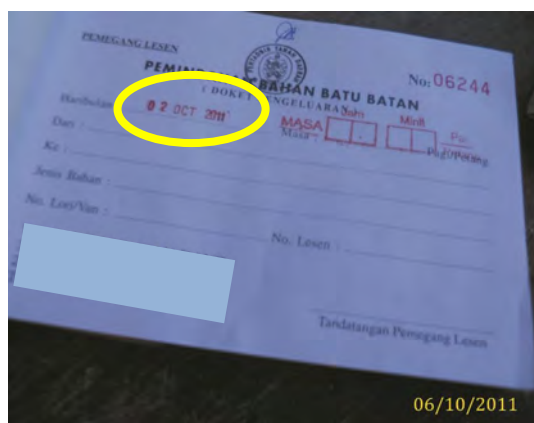 PEMEGANG LESEN
No: 06244
BAHAN BATU BATAN
( DOKET PENGELUARAN
Haribulan : 02 OCT 2011
MASA Jam Minit
Masa : Pagi/Petang
Dari :
Ke :
Jenis Bahan :
No. Lori/Van :
No. Lesen :
Tandatangan Pemegang Lesen
06/10/2011